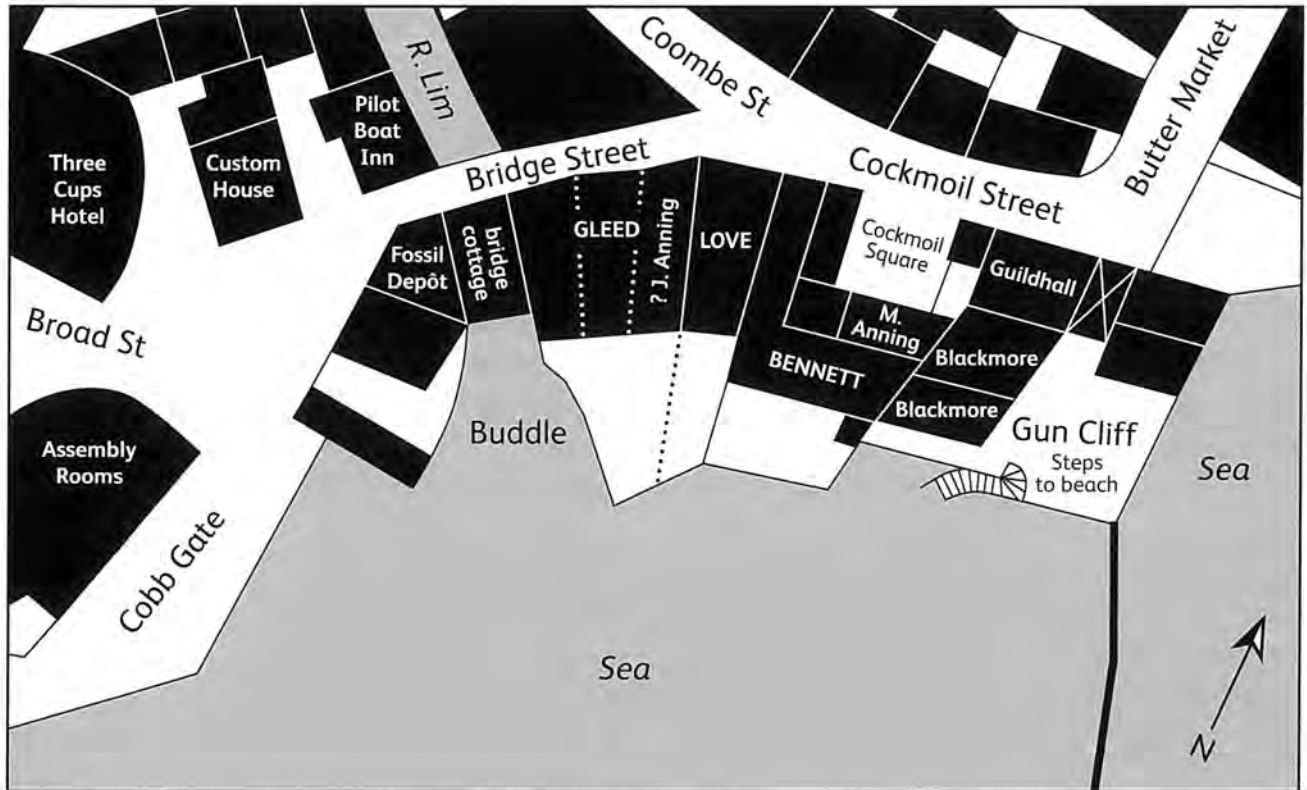 R. Lim
Coombe St
Butter Market
Pilot
Boat
Inn
Three
Cups
Hotel
Custom
House
Bridge Street
Cockmoil Street
GLEED
? J. Anning
LOVE
Cockmoil
Square
bridge
cottage
Fossil
Depôt
Guildhall
Broad St
M.
Anning
BENNETT
Blackmore
Blackmore
Buddle
Gun Cliff
Steps
to beach
Sea
Assembly
Rooms
Cobb Gate
Sea
N